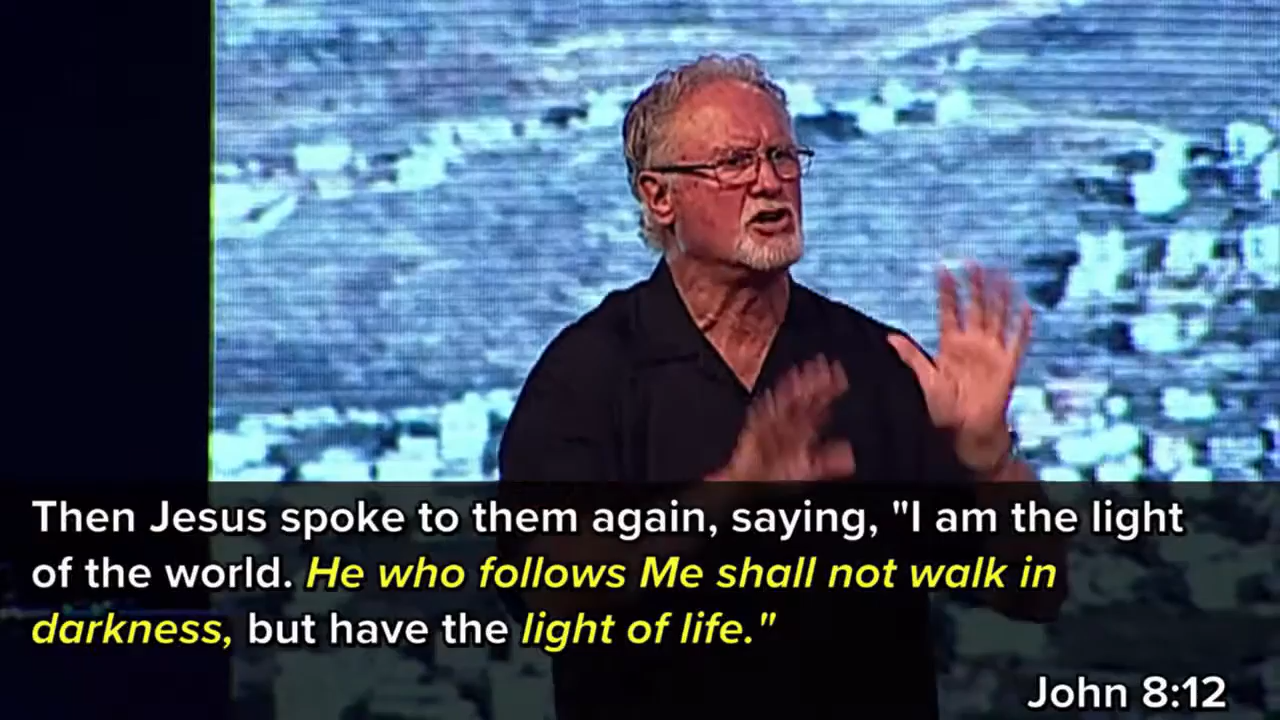 Then Jesus spoke to them again, saying, "I am the light
of the world. He who follows Me shall not walk in
darkness, but have the light of life."
John 8:12